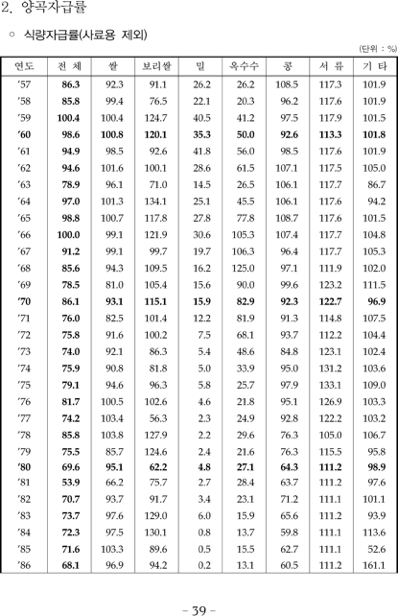 2. 양곡자급률
○ 식량자급률(사료용 제외)
(단위 : %)
연도 전 체 쌀 보리쌀 밀 옥수수 콩 서 류 기 타
'57 86.3 92.3 91.1 26.2 26.2 108.5 117.3 101.9
'58 85.8 99.4 76.5 22.1 20.3 96.2 117.6 101.9
'59 100.4 100.4 124.7 40.5 41.2 97.5 117.9 101.5
'60 98.6 100.8 120.1 35.3 50.0 92.6 113.3 101.8
'61 94.9 98.5 92.6 41.8 56.0 98.5 117.6 101.9
'62 94.6 101.6 100.1 28.6 61.5 107.1 117.5 105.0
'63 78.9 96.1 71.0 14.5 26.5 106.1 117.7 86.7
'64 97.0 101.3 134.1 25.1 45.5 106.1 117.6 94.2
'65 98.8 100.7 117.8 27.8 77.8 108.7 117.6 101.5
'66 100.0 99.1 121.9 30.6 105.3 107.4 117.7 104.8
'67 91.2 99.1 99.7 19.7 106.3 96.4 117.7 105.3
'68 85.6 94.3 109.5 16.2 125.0 97.1 111.9 102.0
'69 78.5 81.0 105.4 15.6 90.0 99.6 123.2 111.5
'70 86.1 93.1 115.1 15.9 82.9 92.3 122.7 96.9
'71 76.0 82.5 101.4 12.2 81.9 91.3 114.8 107.5
'72 75.8 91.6 100.2 7.5 68.1 93.7 112.2 104.4
'73 74.0 92.1 86.3 5.4 48.6 84.8 123.1 102.4
'74 75.9 90.8 81.8 5.0 33.9 95.0 131.2 103.6
'75 79.1 94.6 96.3 5.8 25.7 97.9 133.1 109.0
'76 81.7 100.5 102.6 4.6 21.8 95.1 126.9 103.3
'77 74.2 103.4 56.3 2.3 24.9 92.8 122.2 103.2
'78 85.8 103.8 127.9 2.2 29.6 76.3 105.0 106.7
'79 75.5 85.7 124.6 2.4 21.6 76.3 115.5 95.8
'80 69.6 95.1 62.2 4.8 27.1 64.3 111.2 98.9
'81 53.9 66.2 75.7 2.7 28.4 63.7 111.2 97.6
'82 70.7 93.7 91.7 3.4 23.1 71.2 111.1 101.1
'83 73.7 97.6 129.0 6.0 15.9 65.6 111.2 93.9
'84 72.3 97.5 130.1 0.8 13.7 59.8 111.1 113.6
'85 71.6 103.3 89.6 0.5 15.5 62.7 111.1 52.6
'86 68.1 96.9 94.2 0.2 13.1 60.5 111.2 161.1
- 39 -